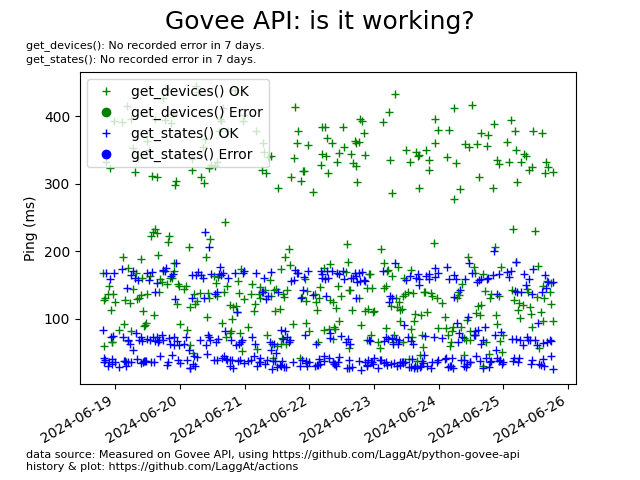 Govee API: is it working?
get_devices(): No recorded error in 7 days.
get_states(): No recorded error in 7 days.
get_devices() OK
get_devices() Error
get_states() OK
get_states() Error
400
300
200
100
Ping (ms)
2024-06-19
2024-06-20
2024-06-21
2024-06-22
2024-06-23
2024-06-24
2024-06-25
2024-06-26
data source: Measured on Govee API, using https://github.com/LaggAt/python-govee-api
history & plot: https://github.com/LaggAt/actions